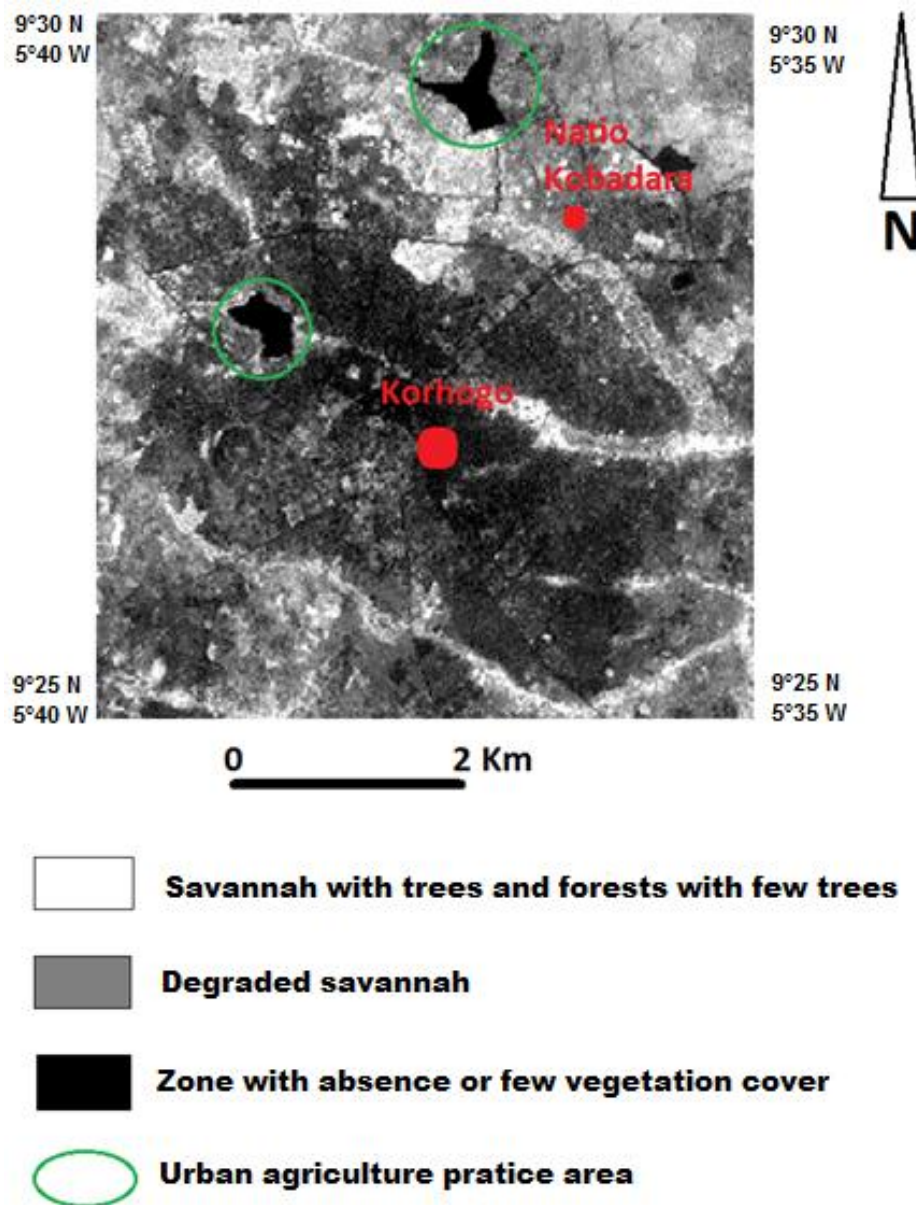 9°30 N
5°40 W
9°30 N
5°35 W
Natio
Kobadara
N
Korhogo
9°25 N
5°40 W
9°25 N
5°35 W
0 2 Km
Savannah with trees and forests with few trees
Degraded savannah
Zone with absence or few vegetation cover
Urban agriculture pratice area